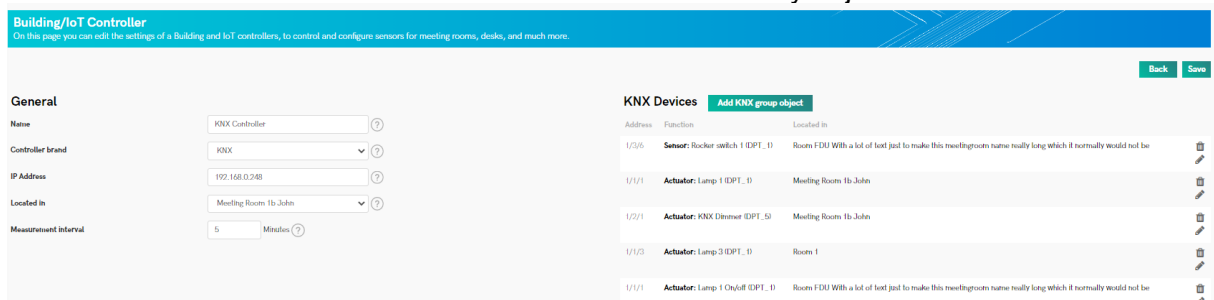 Building/IoT Controller
On this page you can edit the settings of a Building and IoT controllers, to control and configure sensors for meeting rooms, desks, and much more.
Back Save
General
Name KNX Controller ?
Controller brand KNX ?
IP Address 192.168.0.248 ?
Located in Meeting Room 1b John ?
Measurement interval 5 Minutes ?
KNX Devices Add KNX group object
Address Function Located in
1/3/6 Sensor: Rocker switch 1 (DPT_1) Room FDU With a lot of text just to make this meetingroom name really long which it normally would not be
1/1/1 Actuator: Lamp 1 (DPT_1) Meeting Room 1b John
1/2/1 Actuator: KNX Dimmer (DPT_5) Meeting Room 1b John
1/1/3 Actuator: Lamp 3 (DPT_1) Room 1
1/1/1 Actuator: Lamp 1 On/off (DPT_1) Room FDU With a lot of text just to make this meetingroom name really long which it normally would not be